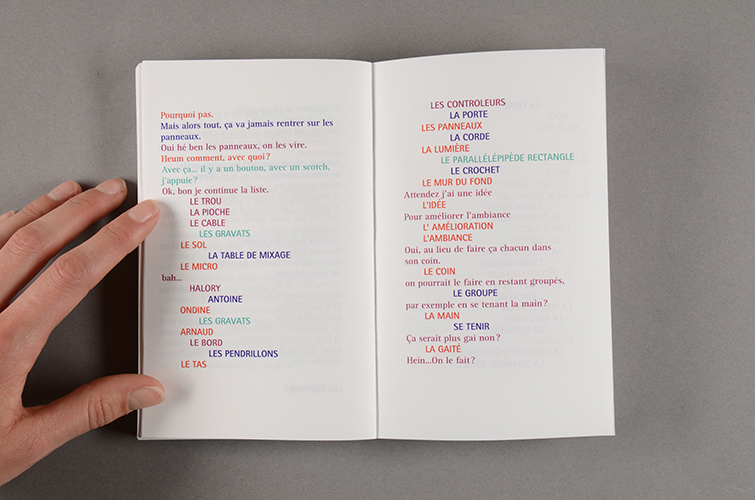 Pourquoi pas.
Mais alors tout, ça va jamais rentrer sur les
panneaux.
Oui hé ben les panneaux, on les vire.
Heum comment, avec quoi ?
Avec ça... il y a un bouton, avec un scotch,
j'appuie ?
Ok, bon je continue la liste.
LE TROU
LA PIOCHE
LE CABLE
LES GRAVATS
LE SOL
LA TABLE DE MIXAGE
LE MICRO
bah...
HALORY
ANTOINE
ONDINE
LES GRAVATS
ARNAUD
LE BORD
LES PENDRILLONS
LE TAS
LES CONTROLEURS
LA PORTE
LES PANNEAUX
LA CORDE
LA LUMIÈRE
LE PARALLÉLÉPIPÈDE RECTANGLE
LE CROCHET
LE MUR DU FOND
Attendez j'ai une idée
L'IDÉE
Pour améliorer l'ambiance
L' AMÉLIORATION
L'AMBIANCE
Oui, au lieu de faire ça chacun dans
son coin.
LE COIN
on pourrait le faire en restant groupés,
LE GROUPE
par exemple en se tenant la main ?
LA MAIN
SE TENIR
Ça serait plus gai non ?
LA GAITÉ
Hein...On le fait ?